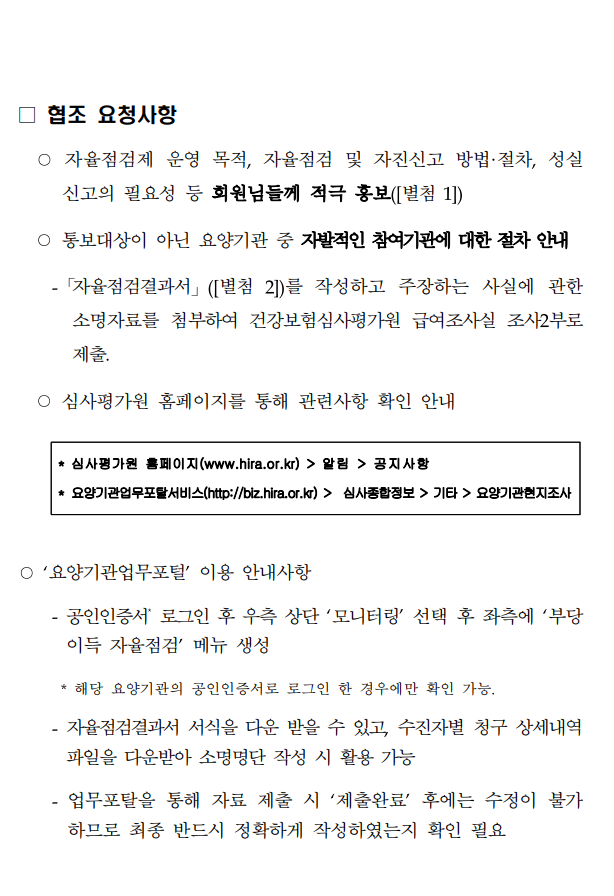 □ 협조 요청사항
○ 자율점검제 운영 목적, 자율점검 및 자진신고 방법·절차, 성실
신고의 필요성 등 회원님들께 적극 홍보([별첨 1])
○ 통보대상이 아닌 요양기관 중 자발적인 참여기관에 대한 절차 안내
-「자율점검결과서」([별첨 2])를 작성하고 주장하는 사실에 관한
소명자료를 첨부하여 건강보험심사평가원 급여조사실 조사2부로
제출.
○ 심사평가원 홈페이지를 통해 관련사항 확인 안내
* 심사평가원 홈페이지(www.hira.or.kr) > 알림 > 공지사항
* 요양기관업무포탈서비스(http://biz.hira.or.kr) > 심사종합정보 > 기타 > 요양기관현지조사
○ ‘요양기관업무포털’ 이용 안내사항
- 공인인증서* 로그인 후 우측 상단 ‘모니터링’ 선택 후 좌측에 ‘부당
이득 자율점검’ 메뉴 생성
* 해당 요양기관의 공인인증서로 로그인 한 경우에만 확인 가능.
- 자율점검결과서 서식을 다운 받을 수 있고, 수진자별 청구 상세내역
파일을 다운받아 소명명단 작성 시 활용 가능
- 업무포탈을 통해 자료 제출 시 ‘제출완료’ 후에는 수정이 불가
하므로 최종 반드시 정확하게 작성하였는지 확인 필요